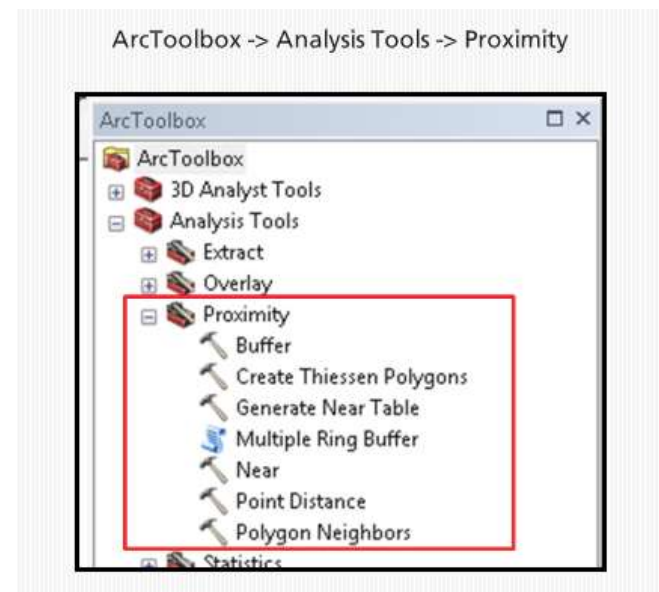 ArcToolbox -> Analysis Tools -> Proximity
ArcToolbox
ArcToolbox
3D Analyst Tools
Analysis Tools
Extract
Overlay
Proximity
Buffer
Create Thiessen Polygons
Generate Near Table
Multiple Ring Buffer
Near
Point Distance
Polygon Neighbors
Statistics